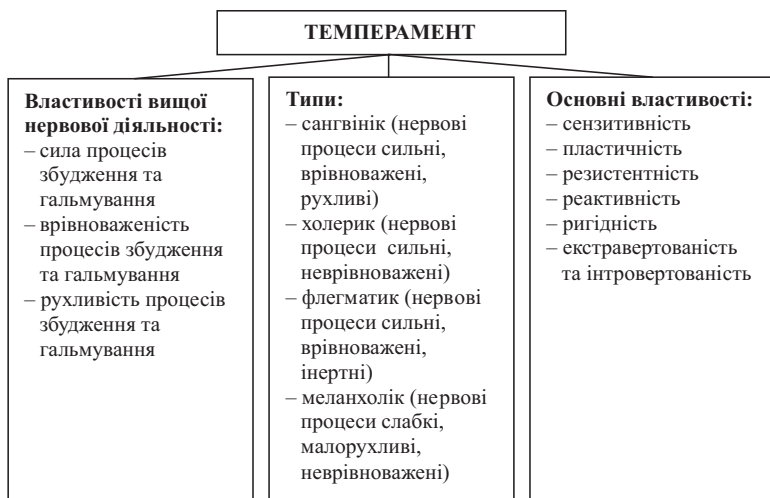 ТЕМПЕРАМЕНТ
Властивості вищої
нервової діяльності:
– сила процесів
збудження та
гальмування
– врівноваженість
процесів збудження
та гальмування
– рухливість процесів
збудження та
гальмування
Типи:
– сангвінік (нервові
процеси сильні,
врівноважені,
рухливі)
– холерик (нервові
процеси сильні,
неврівноважені)
– флегматик (нервові
процеси сильні,
врівноважені,
інертні)
– меланхолік (нервові
процеси слабкі,
малорухливі,
неврівноважені)
Основні властивості:
– сензитивність
– пластичність
– резистентність
– реактивність
– ригідність
– екстравертованість
та інтровертованість